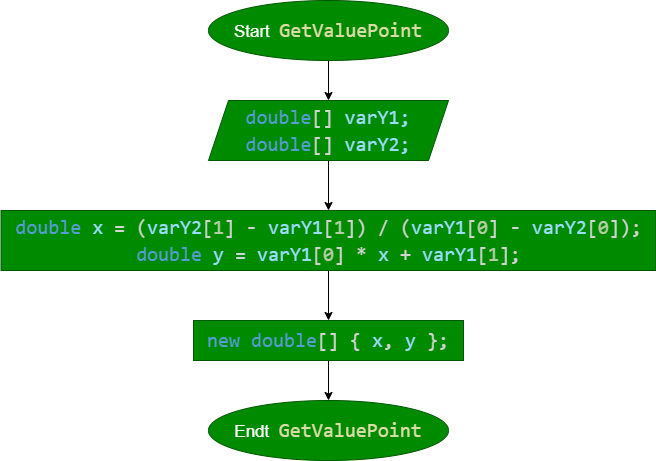 Start GetValuePoint
double[] varY1;
double[] varY2;
double x = (varY2[1] - varY1[1]) / (varY1[0] - varY2[0]);
double y = varY1[0] * x + varY1[1];
new double[] { x, y };
Endt GetValuePoint